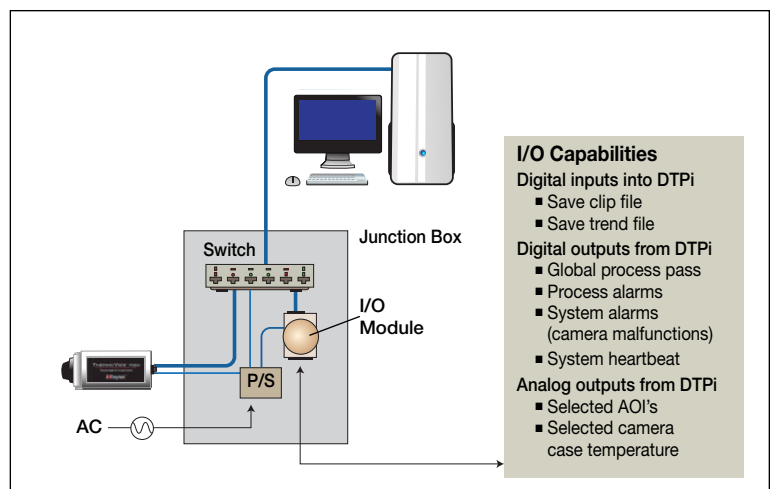 I/O Capabilities
Digital inputs into DTPi
■ Save clip file
■ Save trend file
Digital outputs from DTPi
■ Global process pass
■ Process alarms
■ System alarms
(camera malfunctions)
■ System heartbeat
Analog outputs from DTPi
■ Selected AOI's
■ Selected camera
case temperature
Junction Box
Switch
I/O
Module
P/S
AC
Raytek